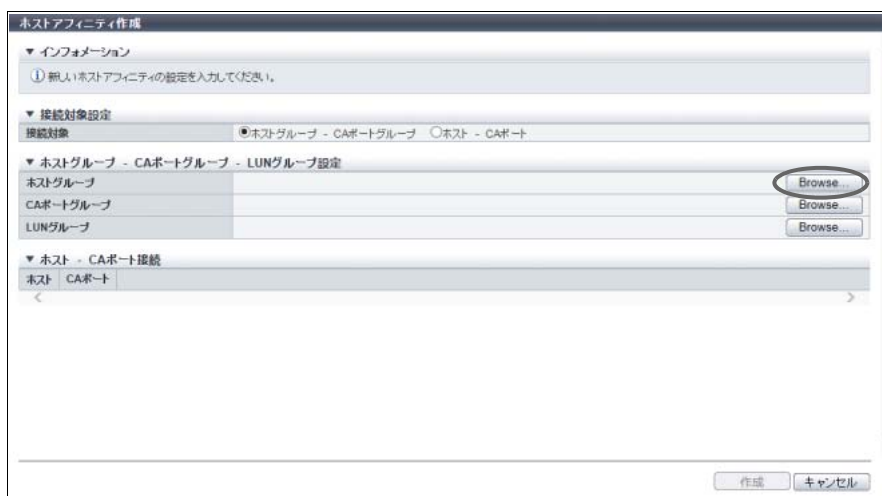 ホストアフィニティ作成
▼ インフォメーション
新しいホストアフィニティの設定を入力してください。
▼ 接続対象設定
接続対象 ホストグループ - CAポートグループ ホスト - CAポート
▼ ホストグループ - CAポートグループ - LUNグループ設定
ホストグループ Browse...
CAポートグループ Browse...
LUNグループ Browse...
▼ ホスト - CAポート接続
ホスト CAポート
作成 キャンセル